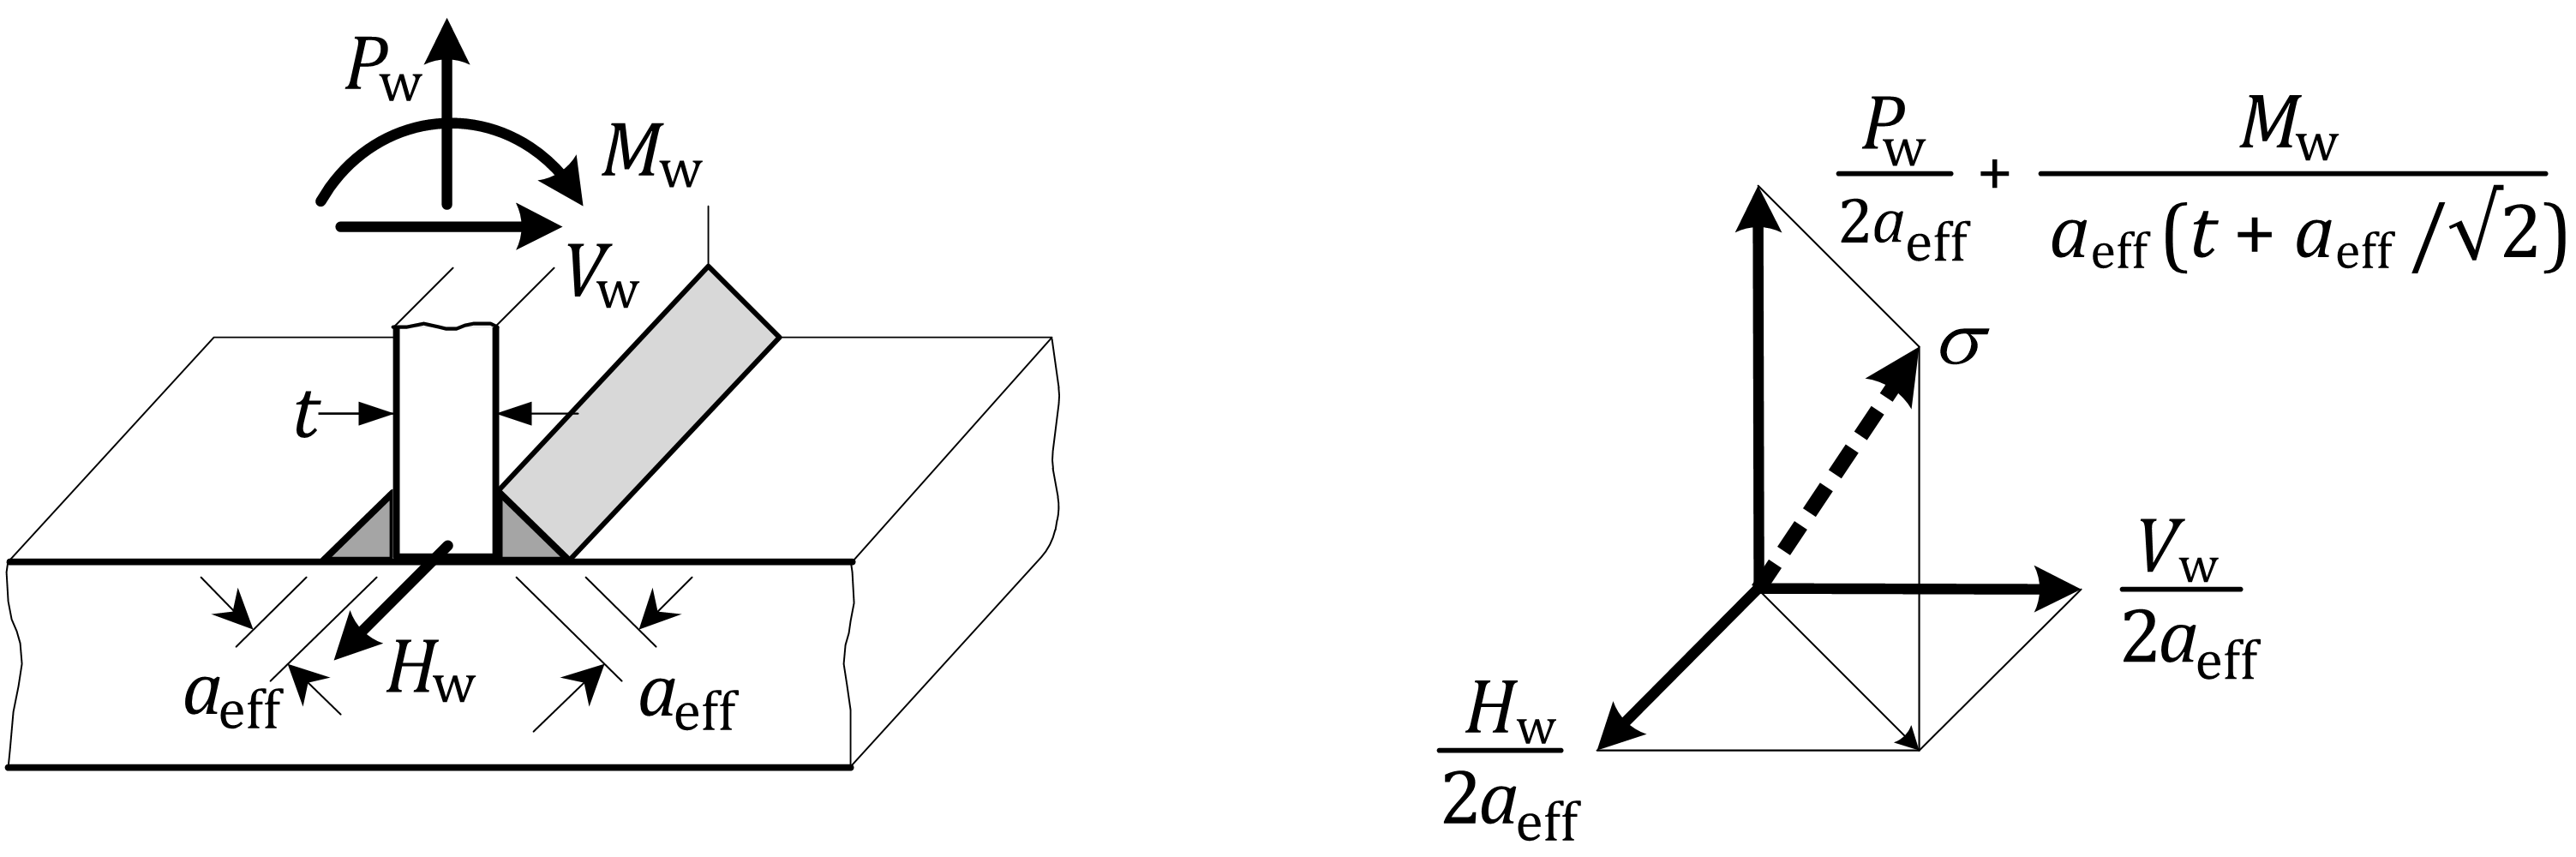 P_w
M_w
V_w
t
a_eff
H_w
a_eff
P_w/2a_eff + M_w/a_eff(t + a_eff/√2)
σ
V_w/2a_eff
H_w/2a_eff